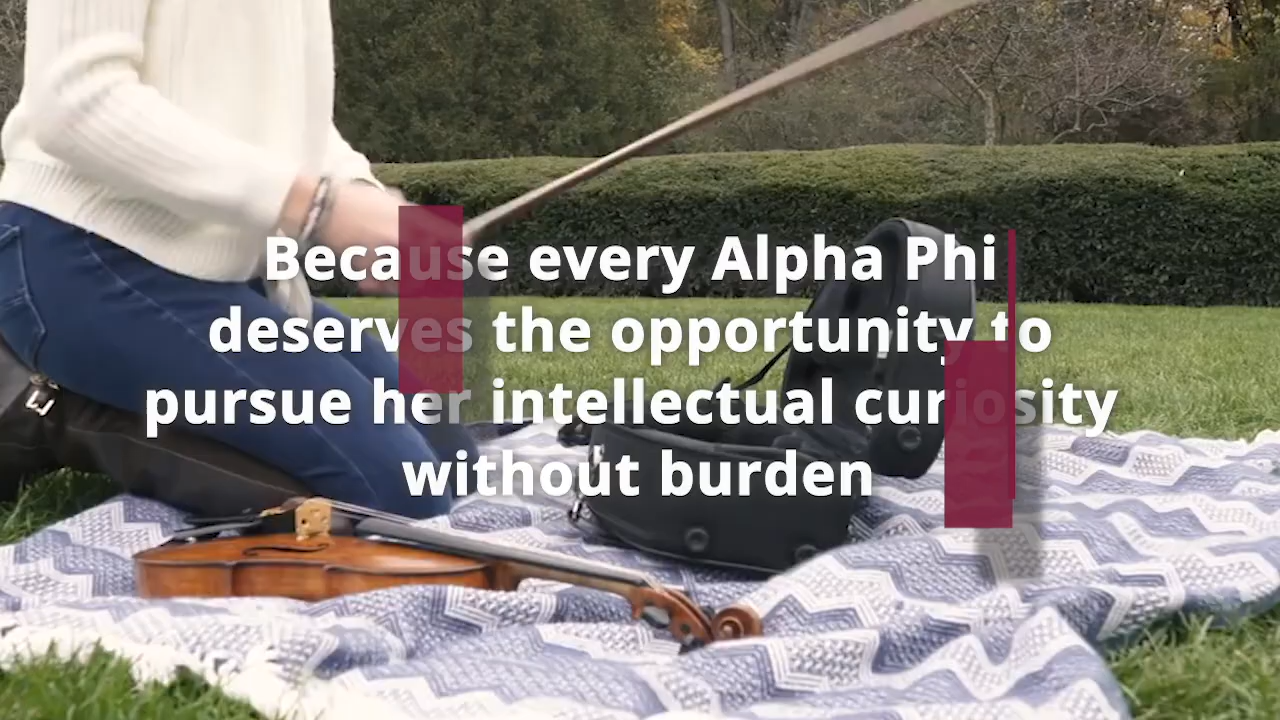 Because every Alpha Phi
deserves the opportunity to
pursue her intellectual curiosity
without burden